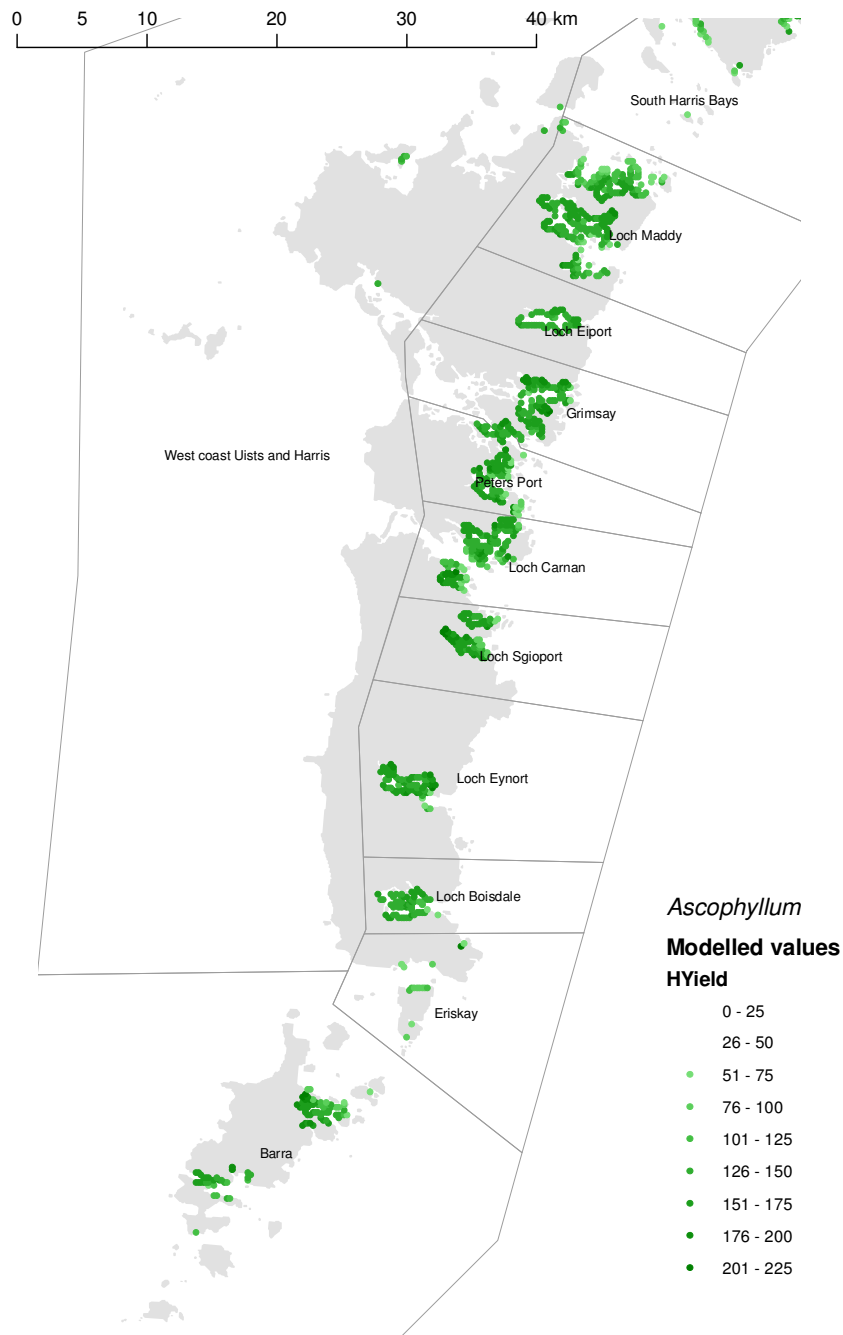 0 5 10 20 30 40 km
South Harris Bays
Loch Maddy
Loch Eiport
Grimsay
West coast Uists and Harris
Peters Port
Loch Carnan
Loch Sgioport
Loch Eynort
Loch Boisdale
Eriskay
Barra
Ascophyllum
Modelled values
HYield
0 - 25
26 - 50
51 - 75
76 - 100
101 - 125
126 - 150
151 - 175
176 - 200
201 - 225